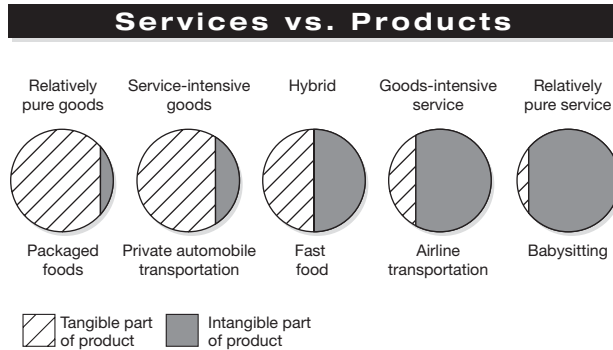 Services vs. Products
Relatively
pure goods
Service-intensive
goods
Hybrid
Goods-intensive
service
Relatively
pure service
Packaged
foods
Private automobile
transportation
Fast
food
Airline
transportation
Babysitting
Tangible part
of product
Intangible part
of product